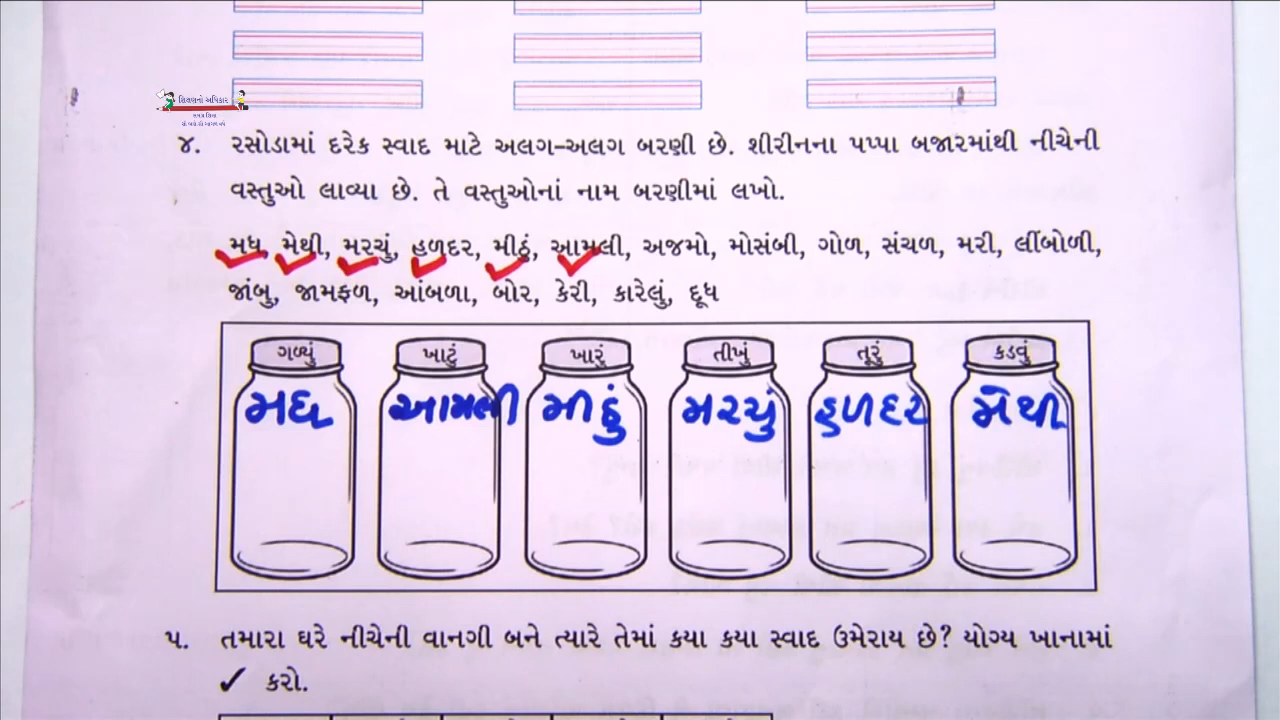 શિક્ષણનો અધિકાર
૪. રસોડામાં દરેક સ્વાદ માટે અલગ-અલગ બરણી છે. શીરીનના પપ્પા બજારમાંથી નીચેની
વસ્તુઓ લાવ્યા છે. તે વસ્તુઓનાં નામ બરણીમાં લખો.
મધ, મેથી, મરચું, હળદર, મીઠું, આમલી, અજમો, મોસંબી, ગોળ, સંચળ, મરી, લીંબોળી,
જાંબુ, જામફળ, આંબળા, બોર, કેરી, કારેલું, દૂધ
ગળ્યું ખાટું ખારું તીખું તૂરું કડવું
મધ આમલી મીઠું મરચું હળદર મેથી
૫. તમારા ઘરે નીચેની વાનગી બને ત્યારે તેમાં કયા કયા સ્વાદ ઉમેરાય છે? યોગ્ય ખાનામાં
✓ કરો.